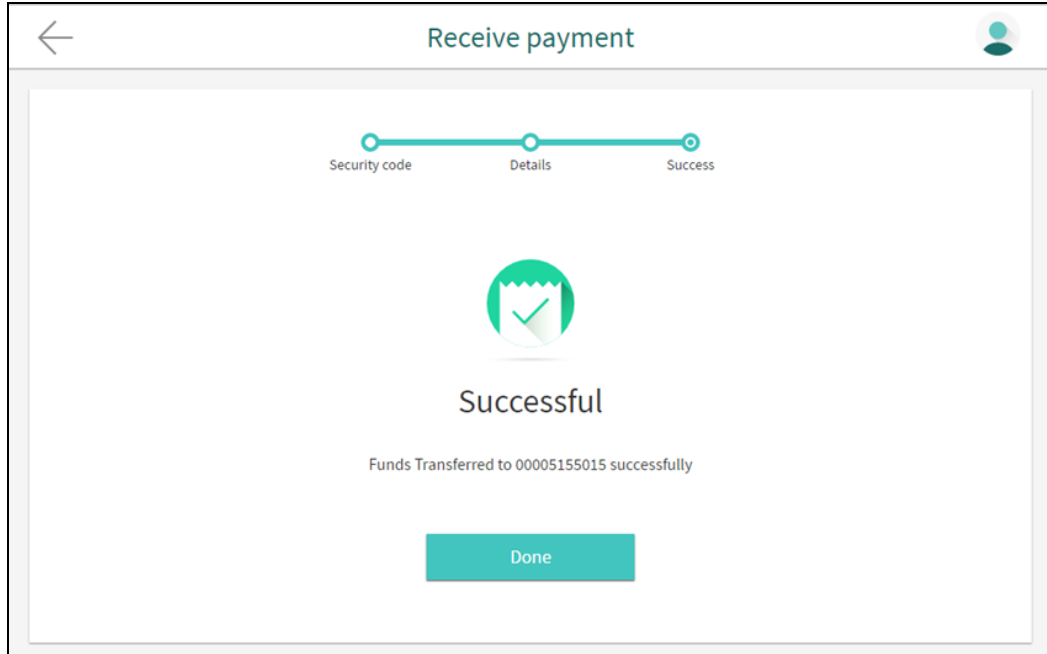 Receive payment
Security code Details Success
Successful
Funds Transferred to 00005155015 successfully
Done